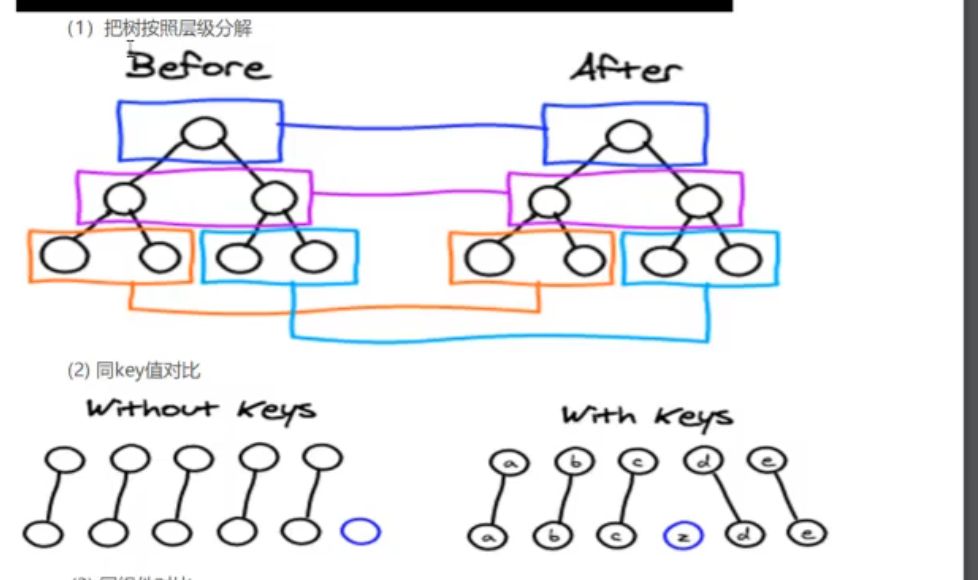 (1) 把树按照层级分解
Before After
(2) 同key值对比
Without Keys With Keys
a b c d e
a b c z d e